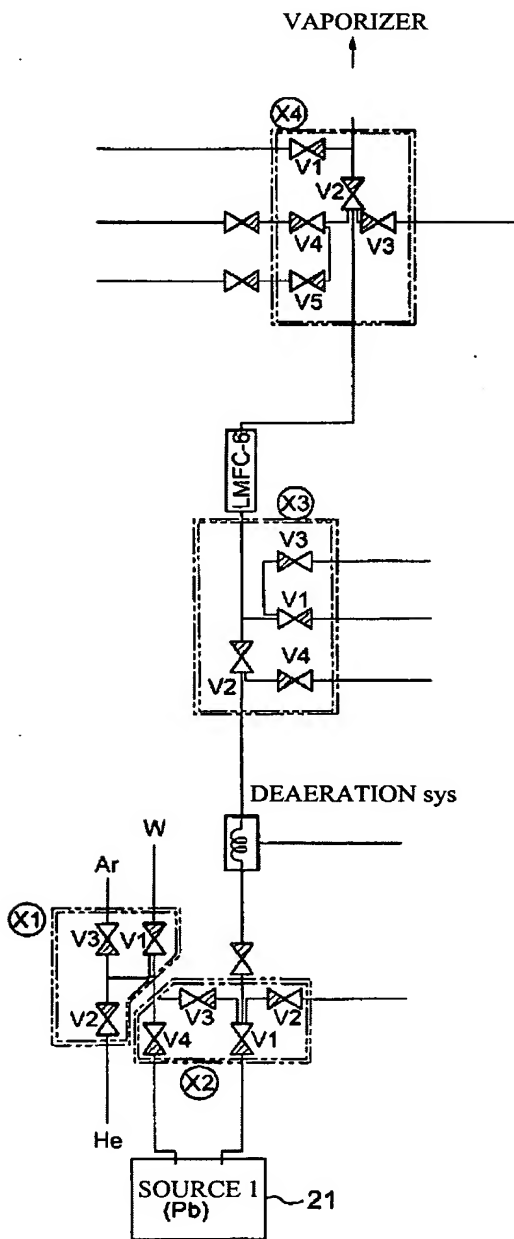 VAPORIZER
X4
V1
V2
V4
V3
V5
LMFC-6
X3
V3
V1
V4
V2
DEAERATION sys
W
Ar
X1
V3
V1
V2
V3
V2
V4
V1
X2
He
SOURCE 1
(Pb)
21